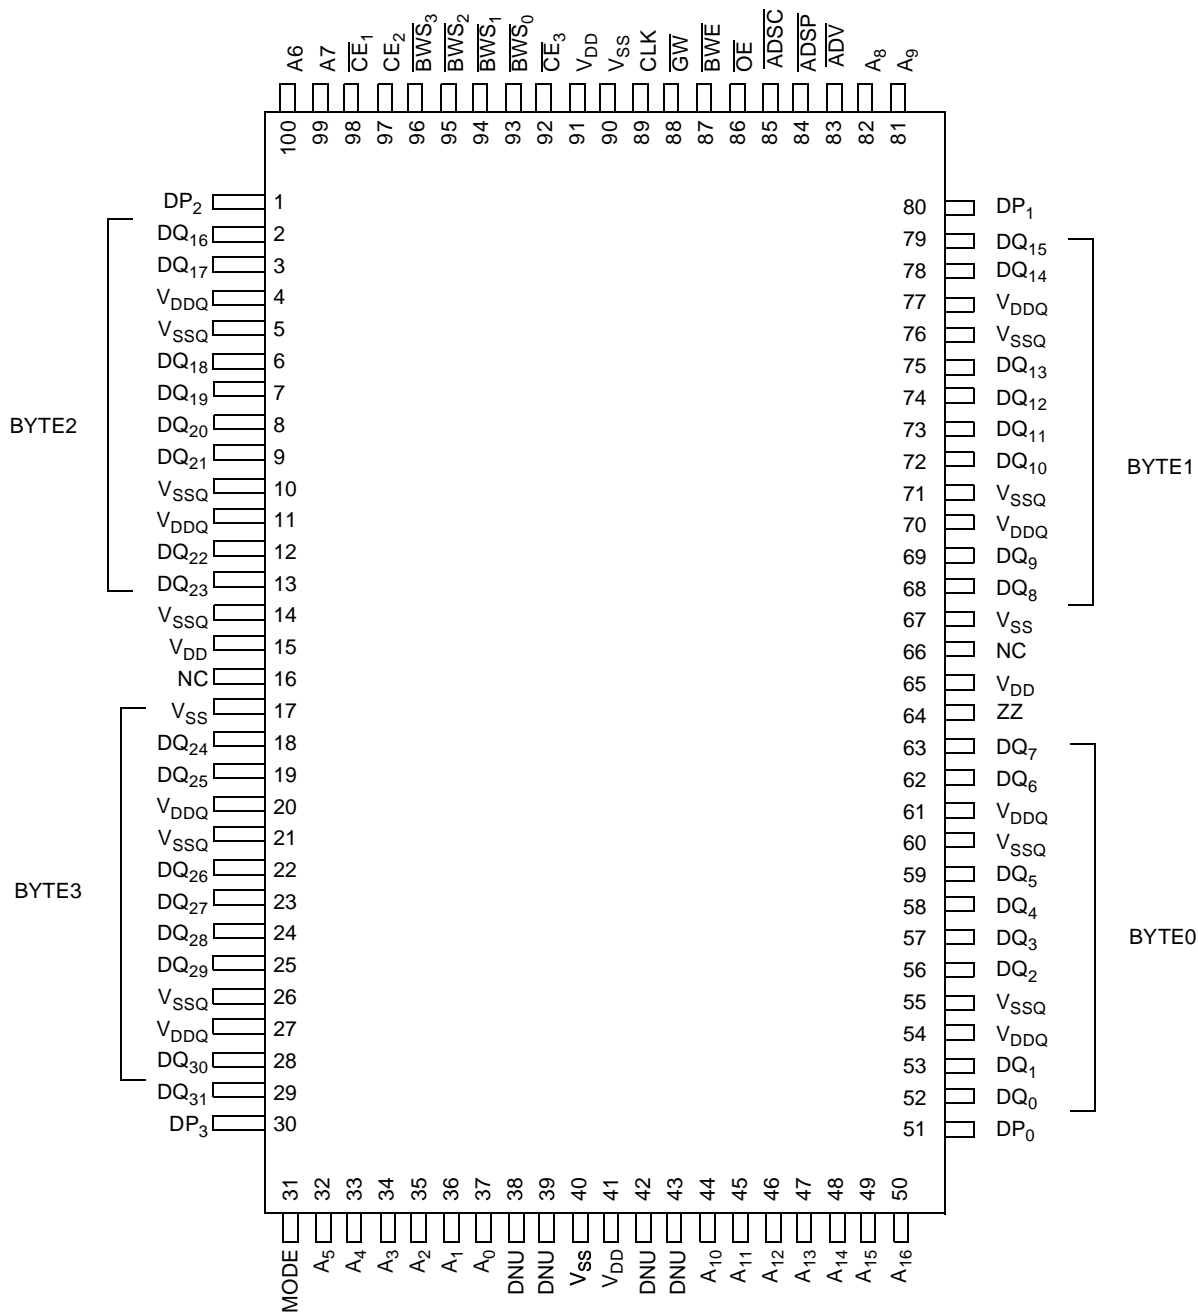 A6 A7 CE1 CE2 BWS3 BWS2 BWS1 BWS0 CE3 VDD VSS CLK GW BWE OE ADSC ADSP ADV A8 A9
100 99 98 97 96 95 94 93 92 91 90 89 88 87 86 85 84 83 82 81
DP2 1
DQ16 2
DQ17 3
VDDQ 4
VSSQ 5
DQ18 6
DQ19 7
DQ20 8
BYTE2
DQ21 9
VSSQ 10
VDDQ 11
DQ22 12
DQ23 13
VSSQ 14
VDD 15
NC 16
VSS 17
DQ24 18
DQ25 19
VDDQ 20
VSSQ 21
DQ26 22
BYTE3
DQ27 23
DQ28 24
DQ29 25
VSSQ 26
VDDQ 27
DQ30 28
DQ31 29
DP3 30
80 DP1
79 DQ15
78 DQ14
77 VDDQ
76 VSSQ
75 DQ13
74 DQ12
73 DQ11
72 DQ10
BYTE1
71 VSSQ
70 VDDQ
69 DQ9
68 DQ8
67 VSS
66 NC
65 VDD
64 ZZ
63 DQ7
62 DQ6
61 VDDQ
60 VSSQ
59 DQ5
58 DQ4
57 DQ3
BYTE0
56 DQ2
55 VSSQ
54 VDDQ
53 DQ1
52 DQ0
51 DP0
31 32 33 34 35 36 37 38 39 40 41 42 43 44 45 46 47 48 49 50
MODE A5 A4 A3 A2 A1 A0 DNU DNU VSS VDD DNU DNU A10 A11 A12 A13 A14 A15 A16